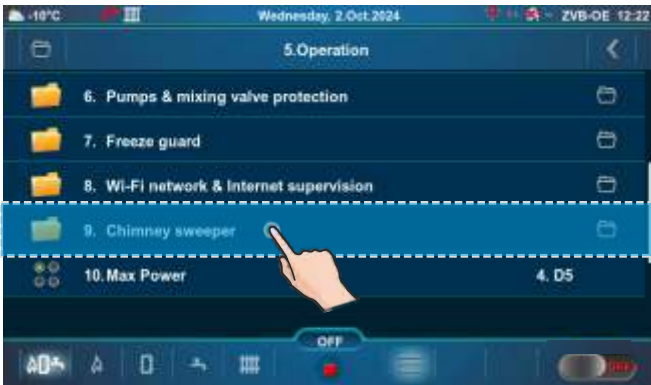 -10°C
Wednesday, 2.Oct.2024
ZVB-OE 12:22
5.Operation
6. Pumps & mixing valve protection
7. Freeze guard
8. Wi-Fi network & Internet supervision
9. Chimney sweeper
10.Max Power 4. D5
OFF